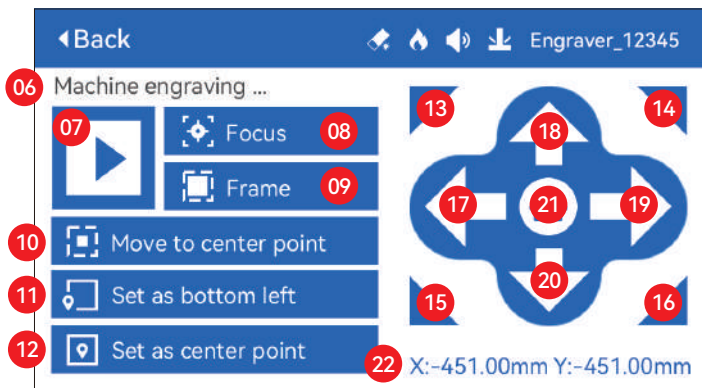 Back Engraver_12345
06 Machine engraving ...
07
Focus 08
Frame 09
10 Move to center point
11 Set as bottom left
12 Set as center point
13 14
18
17 21 19
20
15 16
22 X:-451.00mm Y:-451.00mm